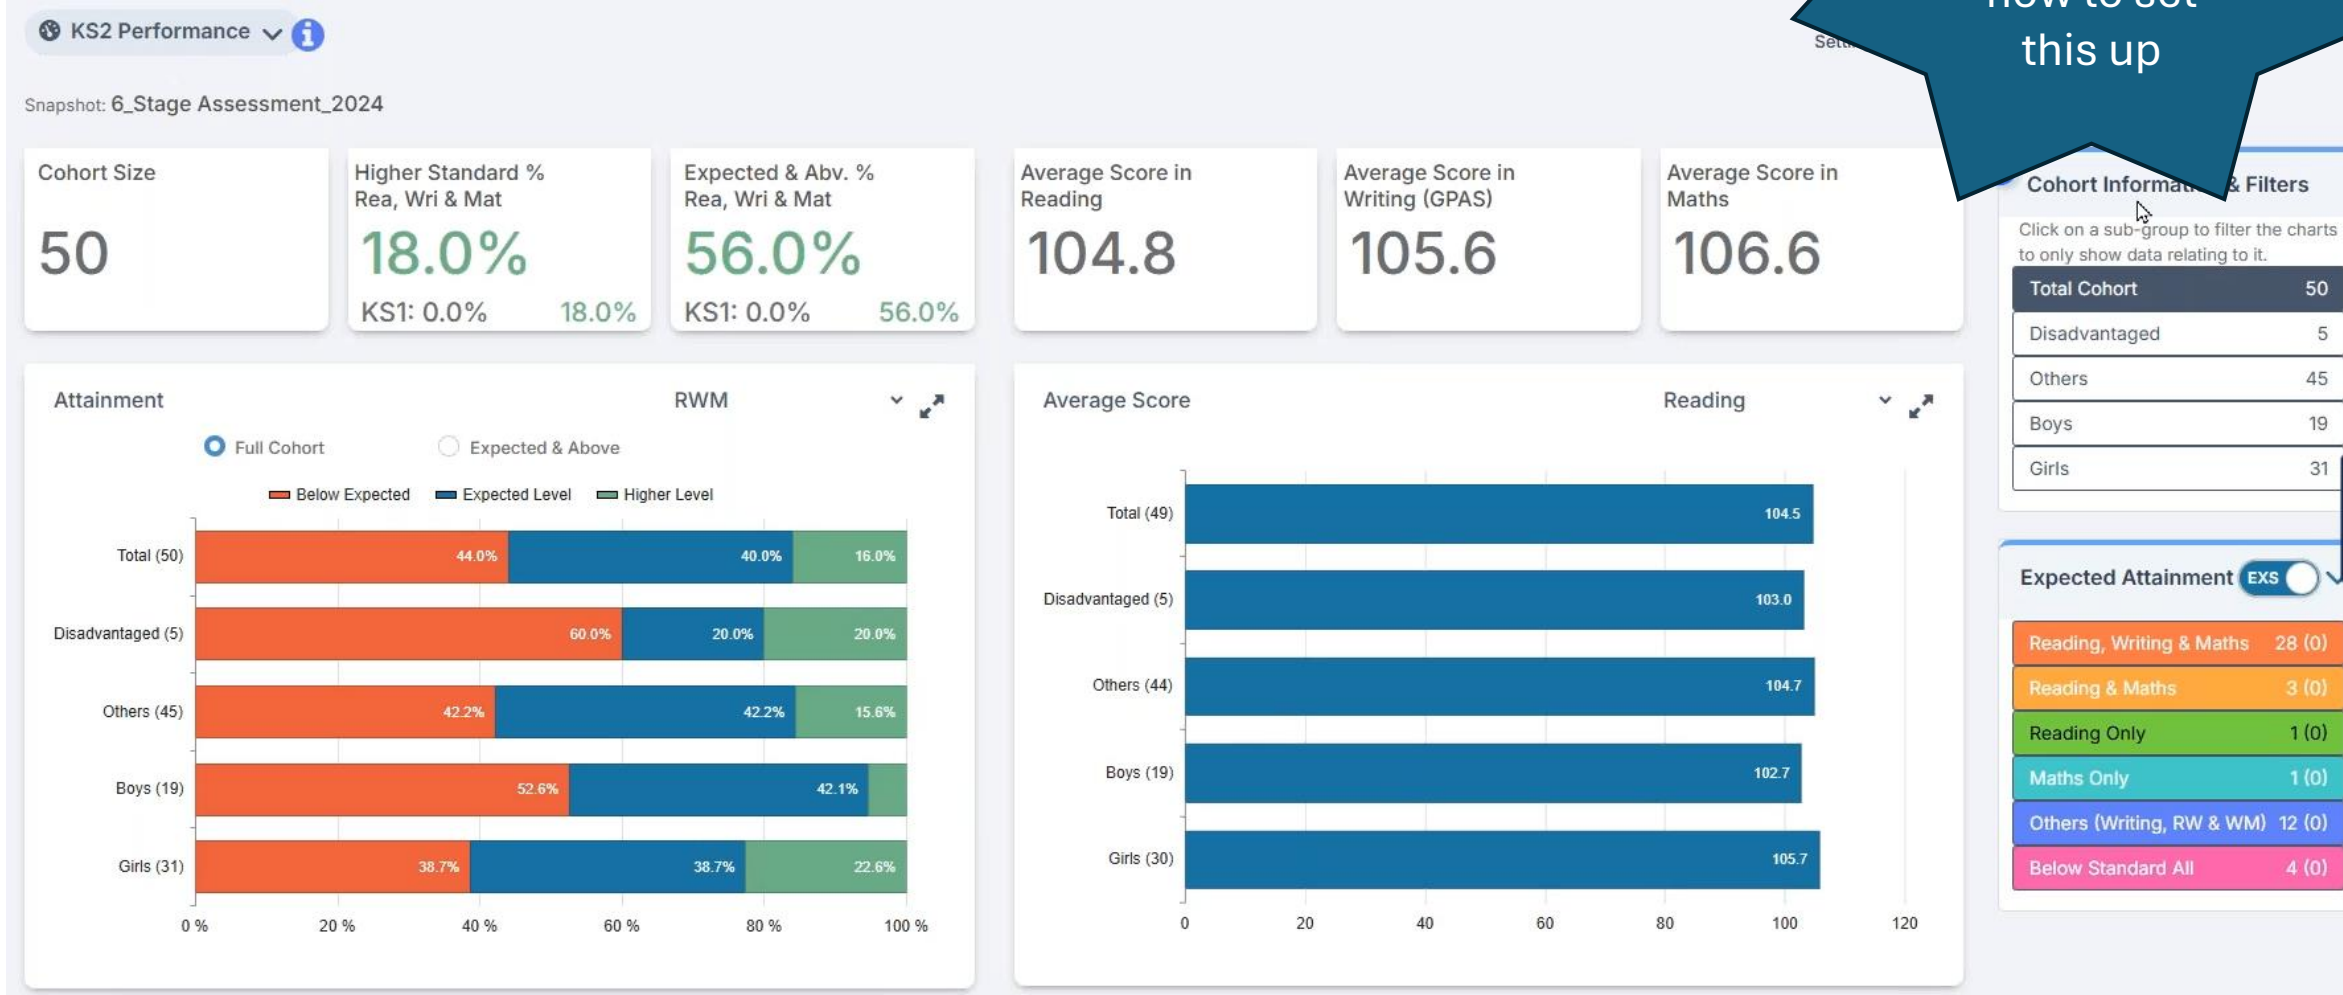 KS2 Performance
this up
Snapshot: 6_Stage Assessment_2024
Cohort Size
50
Higher Standard %
Rea, Wri & Mat
18.0%
KS1: 0.0% 18.0%
Expected & Abv. %
Rea, Wri & Mat
56.0%
KS1: 0.0% 56.0%
Average Score in
Reading
104.8
Average Score in
Writing (GPAS)
105.6
Average Score in
Maths
106.6
Attainment RWM
Full Cohort Expected & Above
Below Expected Expected Level Higher Level
Total (50) 44.0% 40.0% 16.0%
Disadvantaged (5) 60.0% 20.0% 20.0%
Others (45) 42.2% 42.2% 15.6%
Boys (19) 52.6% 42.1%
Girls (31) 38.7% 38.7% 22.6%
0 % 20 % 40 % 60 % 80 % 100 %
Average Score Reading
Total (49) 104.5
Disadvantaged (5) 103.0
Others (44) 104.7
Boys (19) 102.7
Girls (30) 105.7
0 20 40 60 80 100 120
Cohort & Filters
Click on a sub-group to filter the charts
to only show data relating to it.
Total Cohort 50
Disadvantaged 5
Others 45
Boys 19
Girls 31
Expected Attainment EXS
Reading, Writing & Maths 28 (0)
Reading & Maths 3 (0)
Reading Only 1 (0)
Maths Only 1 (0)
Others (Writing, RW & WM) 12 (0)
Below Standard All 4 (0)